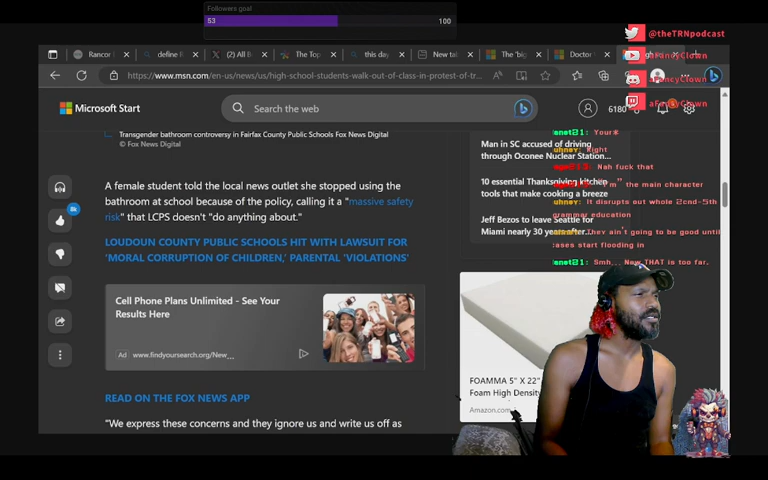 Followers goal
53
100
@theTRNpodcast
Rancor
define
(2) All B
The Top
this day
New tab
The 'big
Doctor
https://www.msn.com/en-us/news/us/high-school-students-walk-out-of-class-in-protest-of-tr...
aFancyClown
Microsoft Start
Search the web
6180
aFancyClown
Transgender bathroom controversy in Fairfax County Public Schools Fox News Digital
© Fox News Digital
A female student told the local news outlet she stopped using the
bathroom at school because of the policy, calling it a "massive safety
risk" that LCPS doesn't "do anything about."
LOUDOUN COUNTY PUBLIC SCHOOLS HIT WITH LAWSUIT FOR
'MORAL CORRUPTION OF CHILDREN,' PARENTAL 'VIOLATIONS'
Cell Phone Plans Unlimited - See Your
Results Here
Ad
www.findyoursearch.org/New...
READ ON THE FOX NEWS APP
"We express these concerns and they ignore us and write us off as
Man in SC accused of driving
through Oconee Nuclear Station...
10 essential Thanksgiving kitchen
tools that make cooking a breeze
Jeff Bezos to leave Seattle for
Miami nearly 30 years after...
FOAMMA 5" X 22"
Foam High Densit
Amazon.com
Your*
Right
Nah fuck that
the main character
It disrupts out whole 2cnd-5th
grammer education
They ain't going to be good until
cases start flooding in
Smh... Now THAT is too far.